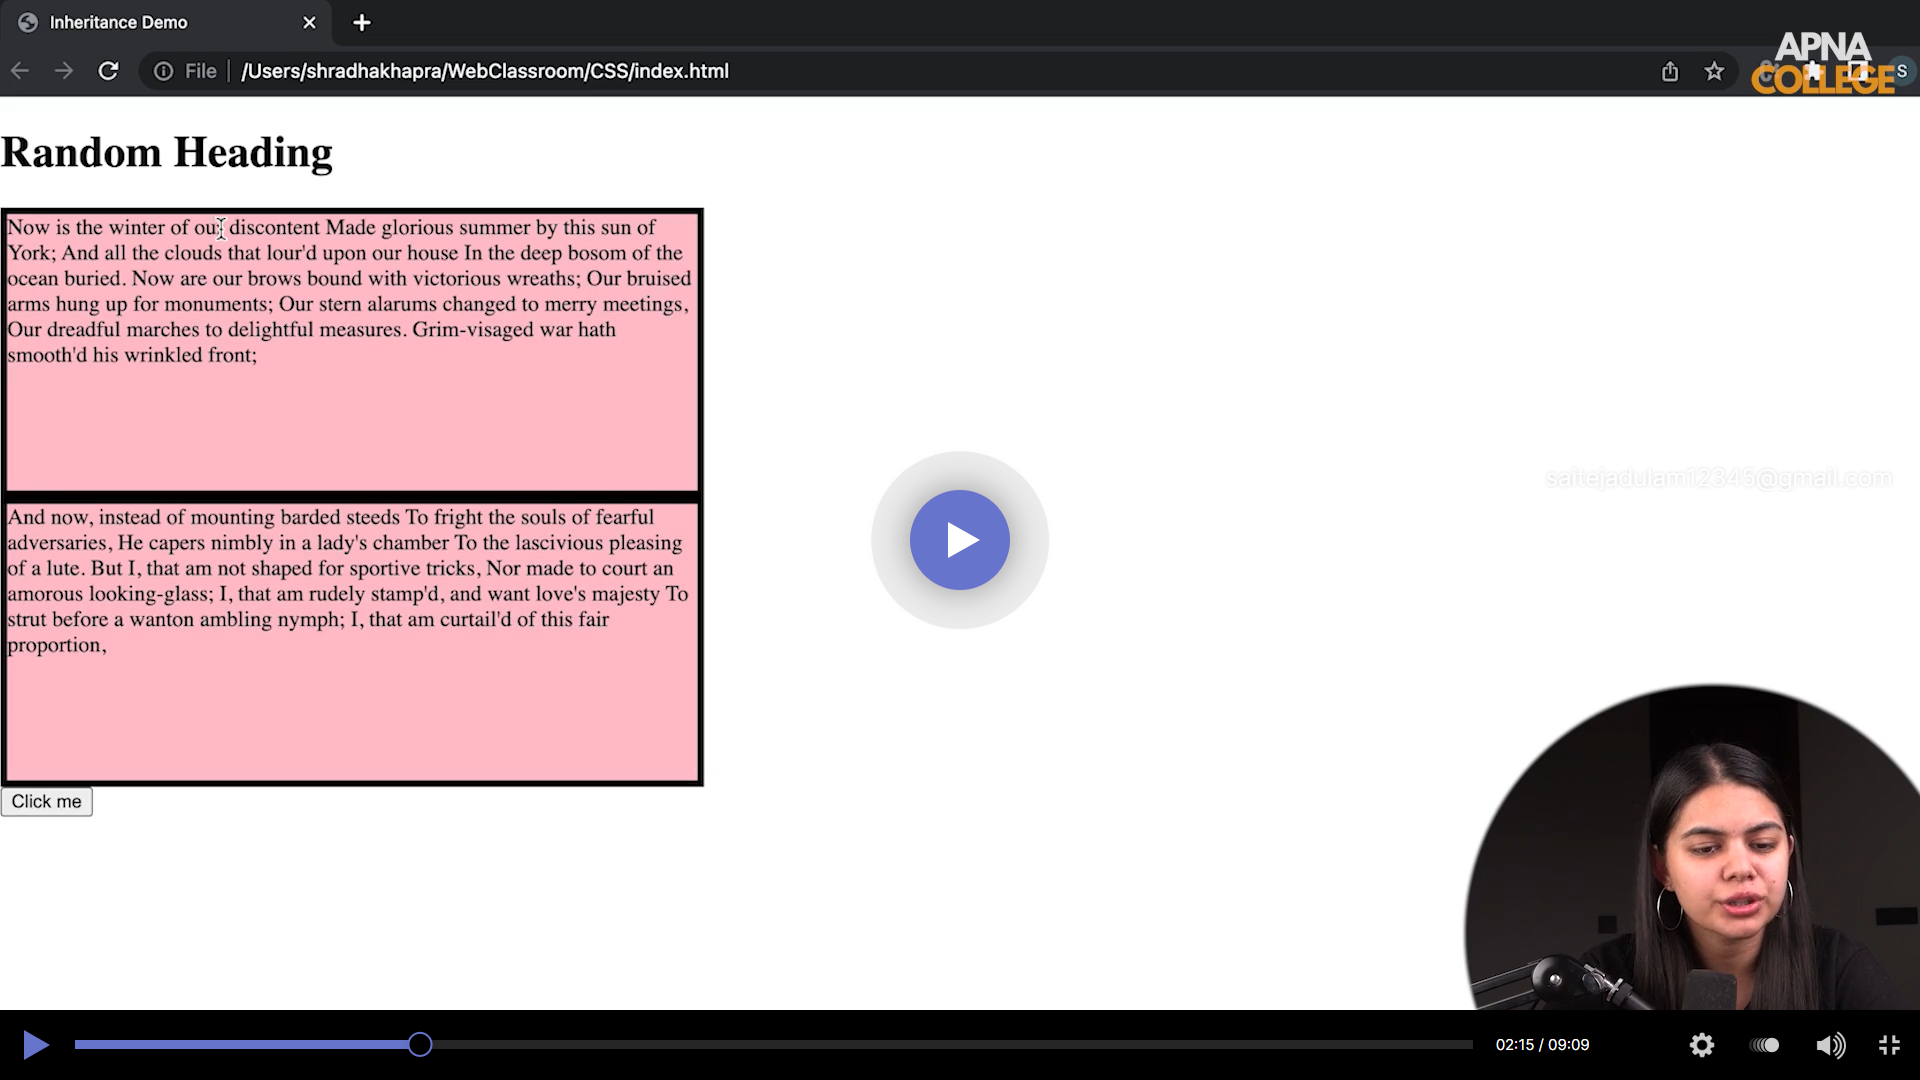 Inheritance Demo
APNA
COLLEGE
File
/Users/shradhakhapra/WebClassroom/CSS/index.html
S
Random Heading
Now is the winter of our discontent Made glorious summer by this sun of
York; And all the clouds that lour'd upon our house In the deep bosom of the
ocean buried. Now are our brows bound with victorious wreaths; Our bruised
arms hung up for monuments; Our stern alarums changed to merry meetings,
Our dreadful marches to delightful measures. Grim-visaged war hath
smooth'd his wrinkled front;
saitejadulam12345@gmail.com
And now, instead of mounting barded steeds To fright the souls of fearful
adversaries, He capers nimbly in a lady's chamber To the lascivious pleasing
of a lute. But I, that am not shaped for sportive tricks, Nor made to court an
amorous looking-glass; I, that am rudely stamp'd, and want love's majesty To
strut before a wanton ambling nymph; I, that am curtail'd of this fair
proportion,
Click me
02:15 / 09:09